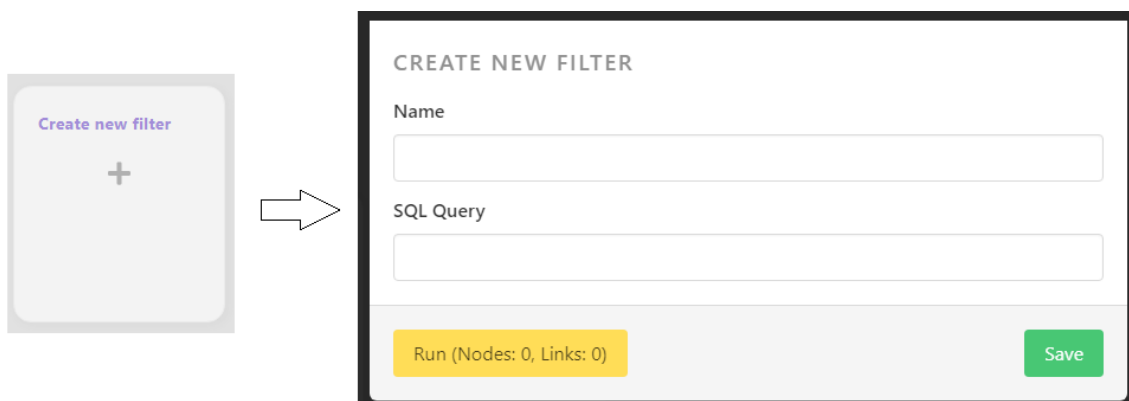 Create new filter
CREATE NEW FILTER
Name
SQL Query
Run (Nodes: 0, Links: 0)
Save